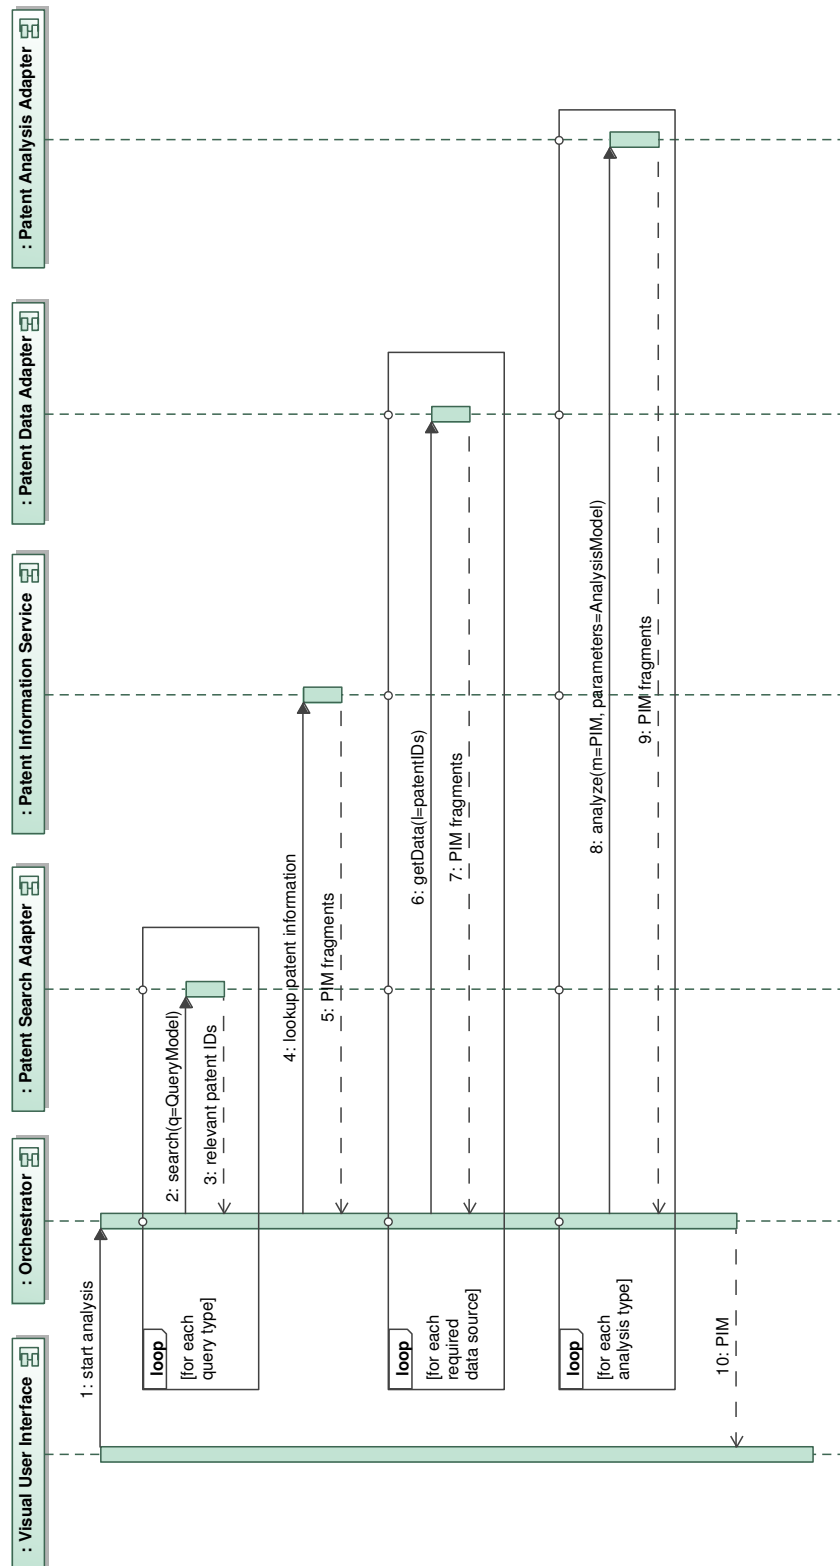 : Visual User Interface
: Orchestrator
: Patent Search Adapter
: Patent Information Service
: Patent Data Adapter
: Patent Analysis Adapter
1: start analysis
loop
[for each
query type]
2: search(q=QueryModel)
3: relevant patent IDs
4: lookup patent information
5: PIM fragments
loop
[for each
required
data source]
6: getData(l=patentIDs)
7: PIM fragments
loop
[for each
analysis type]
8: analyze(m=PIM, parameters=AnalysisModel)
9: PIM fragments
10: PIM